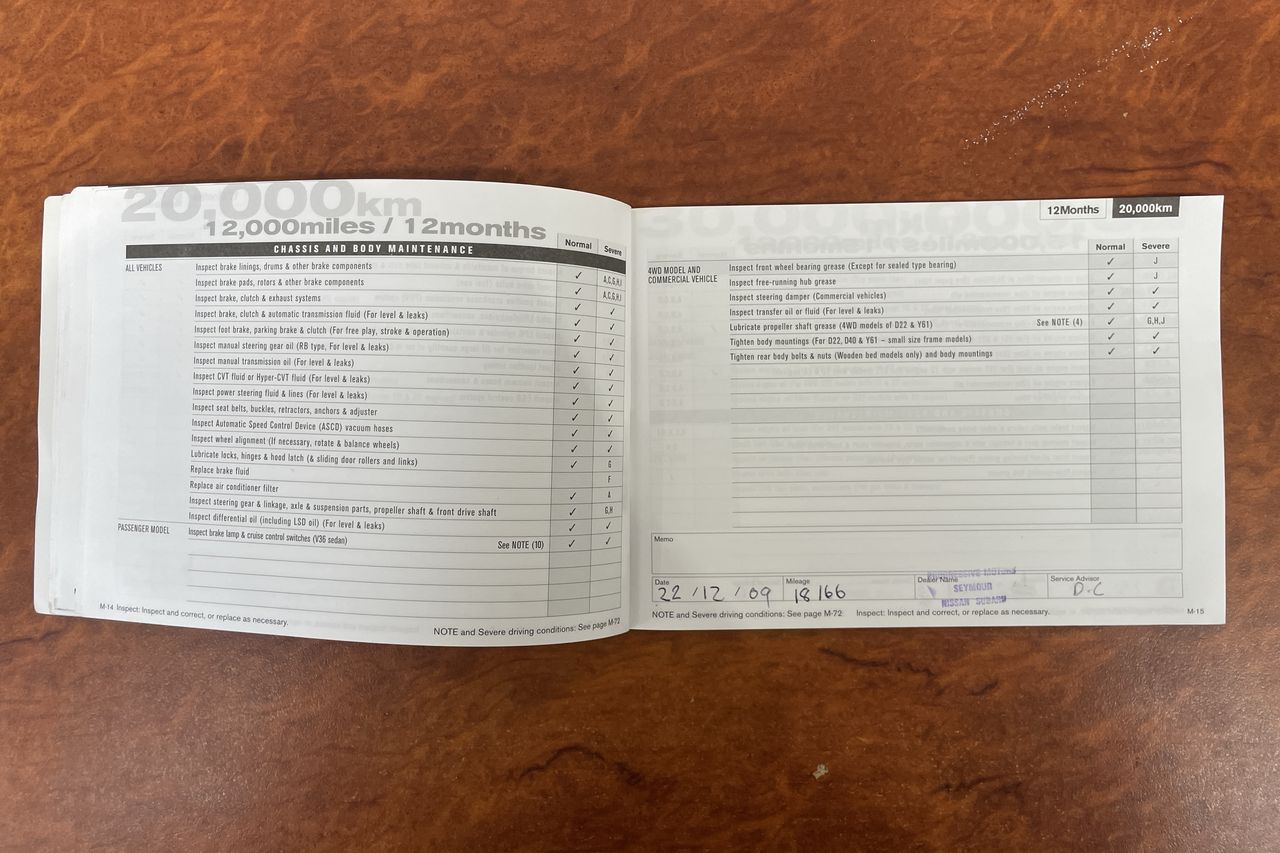 20,000km
12,000miles / 12months
CHASSIS AND BODY MAINTENANCE Normal Severe
ALL VEHICLES Inspect brake linings, drums & other brake components ✓ A,C,G,H,I
Inspect brake pads, rotors & other brake components ✓ A,C,G,H,I
Inspect brake, clutch & exhaust systems ✓ ✓
Inspect brake, clutch & automatic transmission fluid (For level & leaks) ✓ ✓
Inspect foot brake, parking brake & clutch (For free play, stroke & operation) ✓ ✓
Inspect manual steering gear oil (RB type, For level & leaks) ✓ ✓
Inspect manual transmission oil (For level & leaks) ✓ ✓
Inspect CVT fluid or Hyper-CVT fluid (For level & leaks) ✓ ✓
Inspect power steering fluid & lines (For level & leaks) ✓ ✓
Inspect seat belts, buckles, retractors, anchors & adjuster ✓ ✓
Inspect Automatic Speed Control Device (ASCD) vacuum hoses ✓ ✓
Inspect wheel alignment (If necessary, rotate & balance wheels) ✓ ✓
Lubricate locks, hinges & hood latch (& sliding door rollers and links) ✓ G
Replace brake fluid F
Replace air conditioner filter ✓ A
Inspect steering gear & linkage, axle & suspension parts, propeller shaft & front drive shaft ✓ G,H
Inspect differential oil (including LSD oil) (For level & leaks) ✓ ✓
PASSENGER MODEL Inspect brake lamp & cruise control switches (V36 sedan) See NOTE (10) ✓ ✓
M-14 Inspect: Inspect and correct, or replace as necessary. NOTE and Severe driving conditions: See page M-72
12Months 20,000km
Normal Severe
4WD MODEL AND COMMERCIAL VEHICLE Inspect front wheel bearing grease (Except for sealed type bearing) ✓ J
Inspect free-running hub grease ✓ J
Inspect steering damper (Commercial vehicles) ✓ ✓
Inspect transfer oil or fluid (For level & leaks) ✓ ✓
Lubricate propeller shaft grease (4WD models of D22 & Y61) See NOTE (4) ✓ G,H,J
Tighten body mountings (For D22, D40 & Y61 – small size frame models) ✓ ✓
Tighten rear body bolts & nuts (Wooden bed models only) and body mountings ✓ ✓
Memo
Date Mileage Dealer Name Service Advisor
22/12/09 18166 PROGRESSIVE MOTORS D.C
SEYMOUR
NISSAN SUBARU
NOTE and Severe driving conditions: See page M-72 Inspect: Inspect and correct, or replace as necessary. M-15